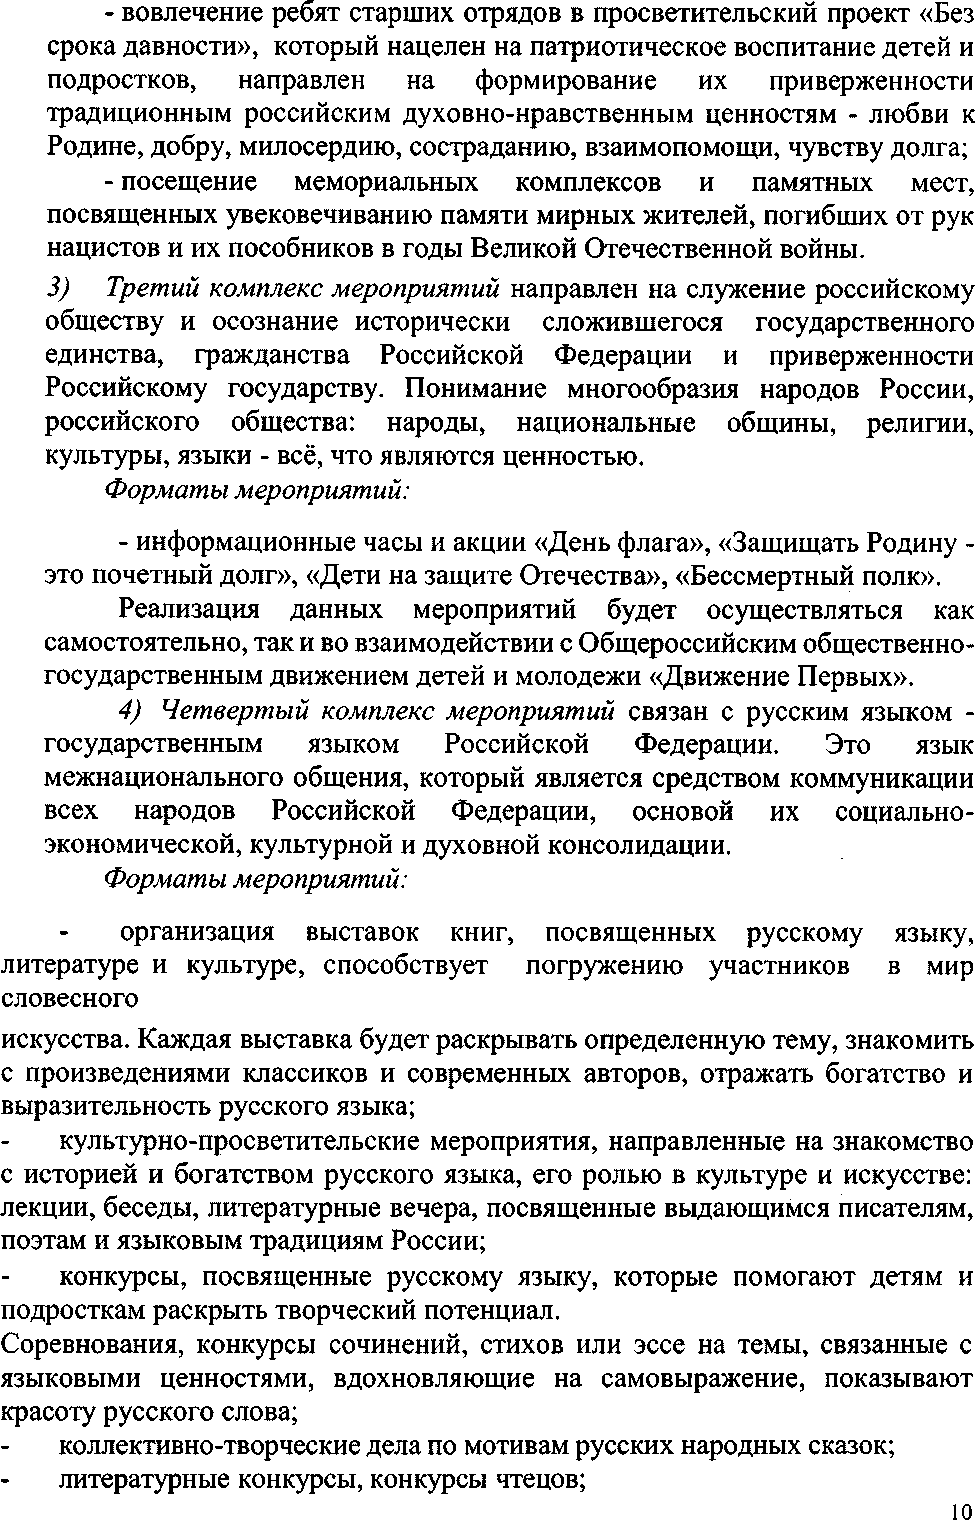 - вовлечение ребят старших отрядов в просветительский проект «Без
срока давности», который нацелен на патриотическое воспитание детей и
подростков, направлен на формирование их приверженности
традиционным российским духовно-нравственным ценностям - любви к
Родине, добру, милосердию, состраданию, взаимопомощи, чувству долга;
- посещение мемориальных комплексов и памятных мест,
посвященных увековечиванию памяти мирных жителей, погибших от рук
нацистов и их пособников в годы Великой Отечественной войны.
3) Третий комплекс мероприятий направлен на служение российскому
обществу и осознание исторически сложившегося государственного
единства, гражданства Российской Федерации и приверженности
Российскому государству. Понимание многообразия народов России,
российского общества: народы, национальные общины, религии,
культуры, языки - всё, что являются ценностью.
Форматы мероприятий:
- информационные часы и акции «День флага», «Защищать Родину -
это почетный долг», «Дети на защите Отечества», «Бессмертный полк».
Реализация данных мероприятий будет осуществляться как
самостоятельно, так и во взаимодействии с Общероссийским общественно-
государственным движением детей и молодежи «Движение Первых».
4) Четвертый комплекс мероприятий связан с русским языком -
государственным языком Российской Федерации. Это язык
межнационального общения, который является средством коммуникации
всех народов Российской Федерации, основой их социально-
экономической, культурной и духовной консолидации.
Форматы мероприятий:
- организация выставок книг, посвященных русскому языку,
литературе и культуре, способствует погружению участников в мир
словесного
искусства. Каждая выставка будет раскрывать определенную тему, знакомить
с произведениями классиков и современных авторов, отражать богатство и
выразительность русского языка;
- культурно-просветительские мероприятия, направленные на знакомство
с историей и богатством русского языка, его ролью в культуре и искусстве:
лекции, беседы, литературные вечера, посвященные выдающимся писателям,
поэтам и языковым традициям России;
- конкурсы, посвященные русскому языку, которые помогают детям и
подросткам раскрыть творческий потенциал.
Соревнования, конкурсы сочинений, стихов или эссе на темы, связанные с
языковыми ценностями, вдохновляющие на самовыражение, показывают
красоту русского слова;
- коллективно-творческие дела по мотивам русских народных сказок;
- литературные конкурсы, конкурсы чтецов;
10